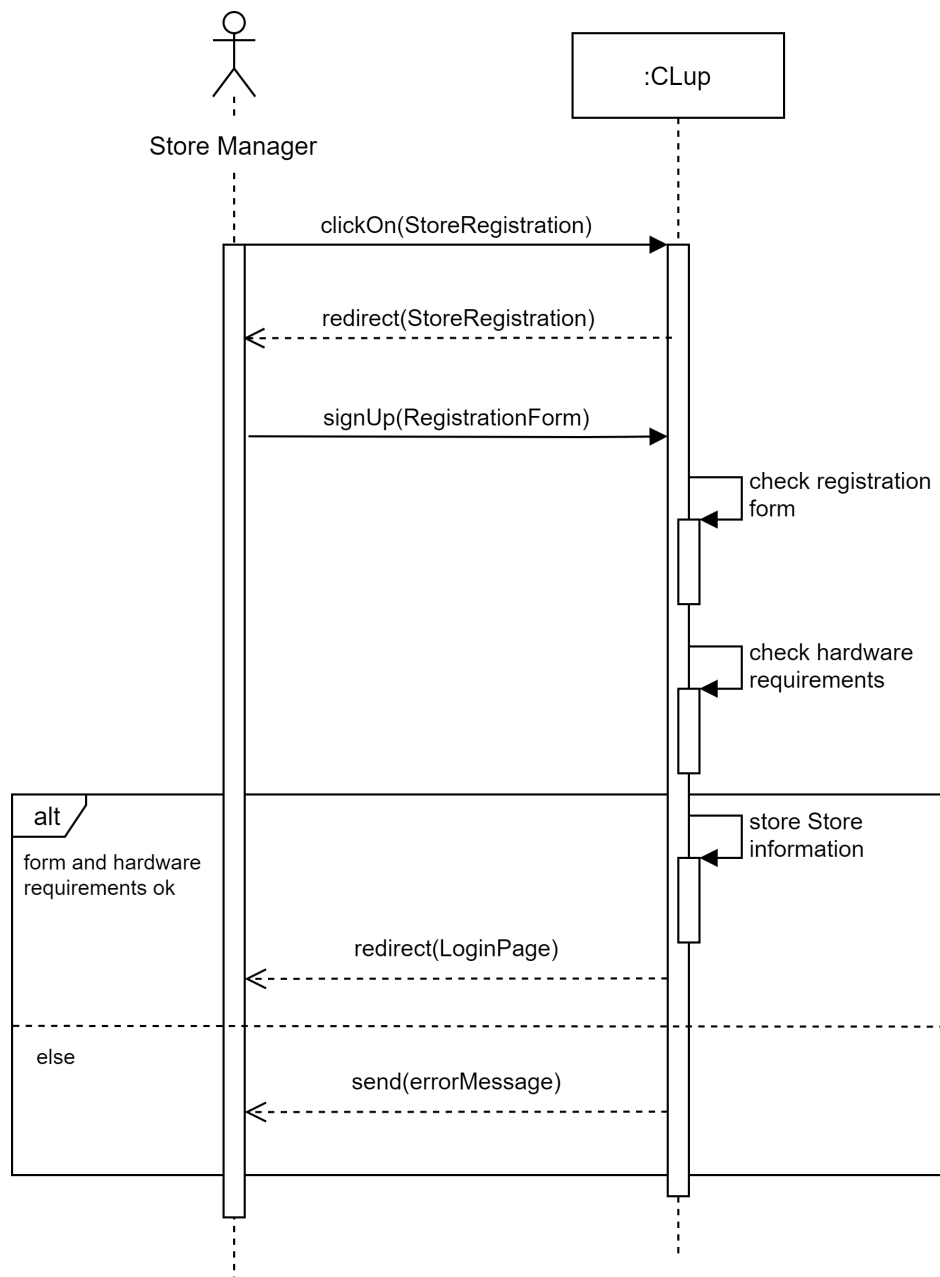 :CLup
Store Manager
clickOn(StoreRegistration)
redirect(StoreRegistration)
signUp(RegistrationForm)
check registration
form
check hardware
requirements
alt
store Store
information
form and hardware
requirements ok
redirect(LoginPage)
else
send(errorMessage)